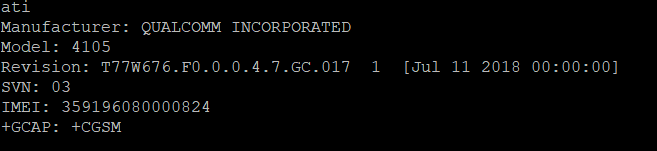 ati
Manufacturer: QUALCOMM INCORPORATED
Model: 4105
Revision: T77W676.F0.0.0.4.7.GC.017  1  [Jul 11 2018 00:00:00]
SVN: 03
IMEI: 359196080000824
+GCAP: +CGSM